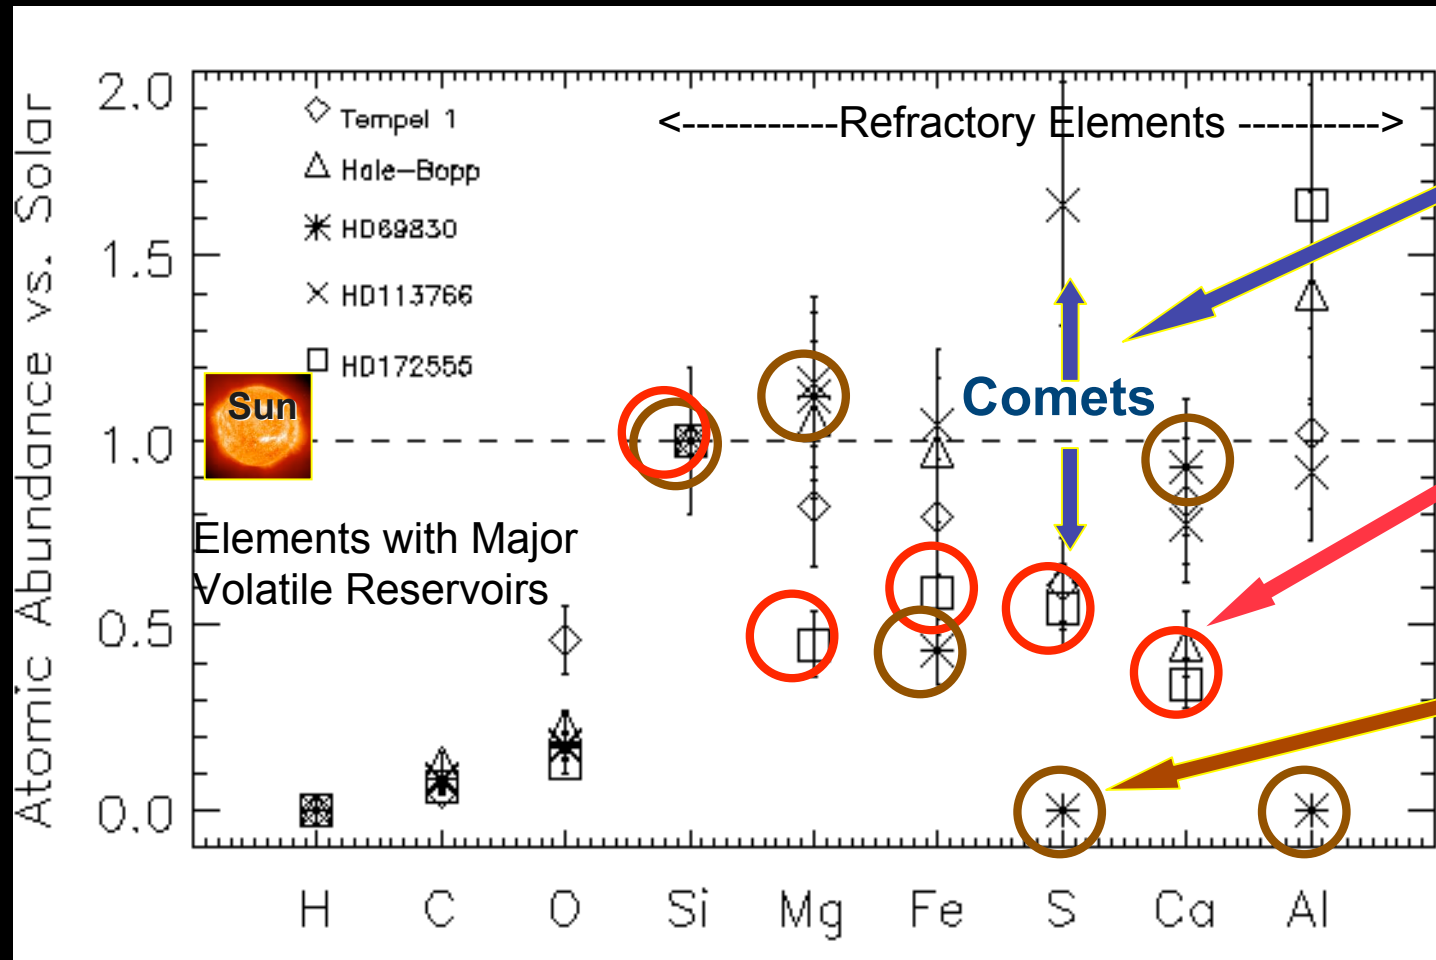 Atomic Abundance vs. Solar
2.0
1.5
1.0
0.5
0.0
Tempel 1
Hale-Bopp
HD69830
HD113766
HD172555
<-----------Refractory Elements ---------->
Sun
Comets
Elements with Major
Volatile Reservoirs
H C O Si Mg Fe S Ca Al